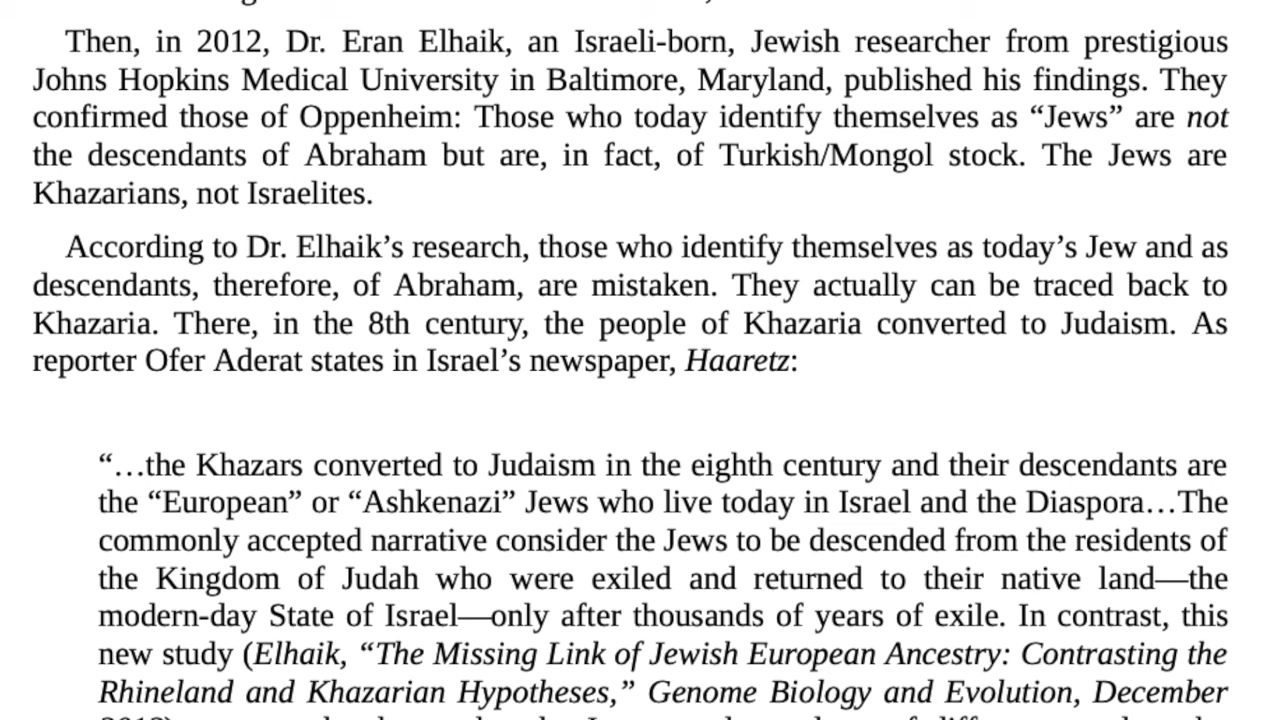 Then, in 2012, Dr. Eran Elhaik, an Israeli-born, Jewish researcher from prestigious
Johns Hopkins Medical University in Baltimore, Maryland, published his findings. They
confirmed those of Oppenheim: Those who today identify themselves as “Jews” are not
the descendants of Abraham but are, in fact, of Turkish/Mongol stock. The Jews are
Khazarians, not Israelites.
According to Dr. Elhaik’s research, those who identify themselves as today’s Jew and as
descendants, therefore, of Abraham, are mistaken. They actually can be traced back to
Khazaria. There, in the 8th century, the people of Khazaria converted to Judaism. As
reporter Ofer Aderat states in Israel’s newspaper, Haaretz:
“…the Khazars converted to Judaism in the eighth century and their descendants are
the “European” or “Ashkenazi” Jews who live today in Israel and the Diaspora…The
commonly accepted narrative consider the Jews to be descended from the residents of
the Kingdom of Judah who were exiled and returned to their native land—the
modern-day State of Israel—only after thousands of years of exile. In contrast, this
new study (Elhaik, “The Missing Link of Jewish European Ancestry: Contrasting the
Rhineland and Khazarian Hypotheses,” Genome Biology and Evolution, December